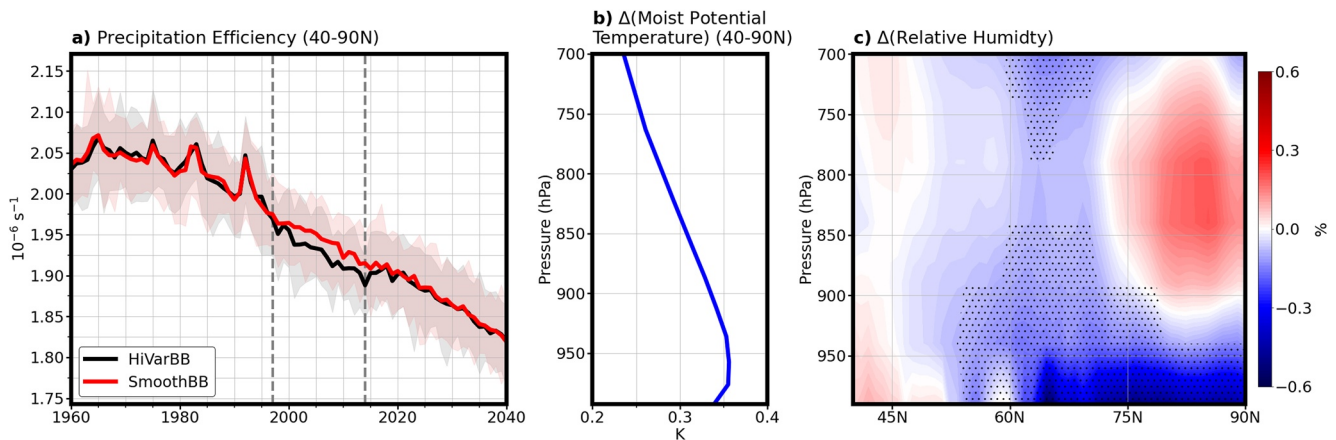 a) Precipitation Efficiency (40-90N)
2.15
2.10
2.05
2.00
1.95
1.90
1.85
1.80
1.75
10⁻⁶ s⁻¹
HiVarBB
SmoothBB
1960 1980 2000 2020 2040
b) Δ(Moist Potential
Temperature) (40-90N)
700
750
800
850
900
950
Pressure (hPa)
0.2 0.3 0.4
K
c) Δ(Relative Humidty)
700
750
800
850
900
950
Pressure (hPa)
45N 60N 75N 90N
0.6
0.3
0.0
−0.3
−0.6
%